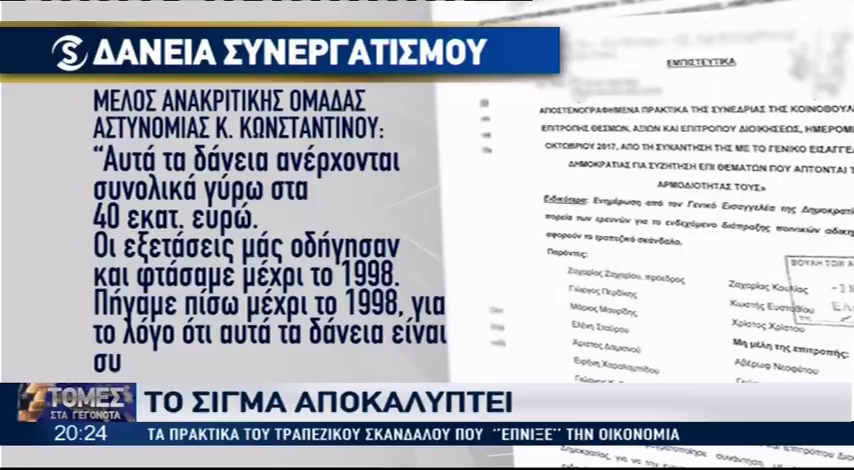 ΔΑΝΕΙΑ ΣΥΝΕΡΓΑΤΙΣΜΟΥ
ΜΕΛΟΣ ΑΝΑΚΡΙΤΙΚΗΣ ΟΜΑΔΑΣ
ΑΣΤΥΝΟΜΙΑΣ Κ. ΚΩΝΣΤΑΝΤΙΝΟΥ:
“Αυτά τα δάνεια ανέρχονται
συνολικά γύρω στα
40 εκατ. ευρώ.
Οι εξετάσεις μάς οδήγησαν
και φτάσαμε μέχρι το 1998.
Πήγαμε πίσω μέχρι το 1998, για
το λόγο ότι αυτά τα δάνεια είναι
συ
ΕΜΠΙΣΤΕΥΤΙΚΑ
ΑΠΟΣΤΕΝΟΓΡΑΦΗΜΕΝΑ ΠΡΑΚΤΙΚΑ ΤΗΣ ΣΥΝΕΔΡΙΑΣ ΤΗΣ ΚΟΙΝΟΒΟΥΛ
ΕΠΙΤΡΟΠΗΣ ΘΕΣΜΩΝ, ΑΞΙΩΝ ΚΑΙ ΕΠΙΤΡΟΠΟΥ ΔΙΟΙΚΗΣΕΩΣ, ΗΜΕΡΟΜ
ΟΚΤΩΒΡΙΟΥ 2017, ΑΠΟ ΤΗ ΣΥΝΑΝΤΗΣΗ ΤΗΣ ΜΕ ΤΟ ΓΕΝΙΚΟ ΕΙΣΑΓΓΕΛ
ΔΗΜΟΚΡΑΤΙΑΣ ΓΙΑ ΣΥΖΗΤΗΣΗ ΕΠΙ ΘΕΜΑΤΩΝ ΠΟΥ ΑΠΤΟΝΤΑΙ Τ
ΑΡΜΟΔΙΟΤΗΤΑΣ ΤΟΥΣ»
Ειδικότερα: Ενημέρωση από τον Γενικό Εισαγγελέα της Δημοκρατί
πορεία των ερευνών για το ενδεχόμενο διάπραξης ποινικών αδικη
αφορούν το τραπεζικό σκάνδαλο.
Παρόντες:
Ζαχαρίας Ζαχαρίου, πρόεδρος
Γιώργος Περδίκης
Μάριος Μαυρίδης
Ελένη Σταύρου
Άριστος Δαμιανού
Ειρήνη Χαραλαμπίδου
Ζαχαρίας Κουλίας
Κωστής Ευσταθίου
Χρίστος Χρίστου
Μη μέλη της επιτροπής:
Αβέρωφ Νεοφύτου
ΒΟΥΛΗ ΤΩΝ Α
ΤΟΜΕΣ
ΣΤΑ ΓΕΓΟΝΟΤΑ
ΤΟ ΣΙΓΜΑ ΑΠΟΚΑΛΥΠΤΕΙ
20:24
ΤΑ ΠΡΑΚΤΙΚΑ ΤΟΥ ΤΡΑΠΕΖΙΚΟΥ ΣΚΑΝΔΑΛΟΥ ΠΟΥ ¨ΕΠΝΙΞΕ¨ ΤΗΝ ΟΙΚΟΝΟΜΙΑ